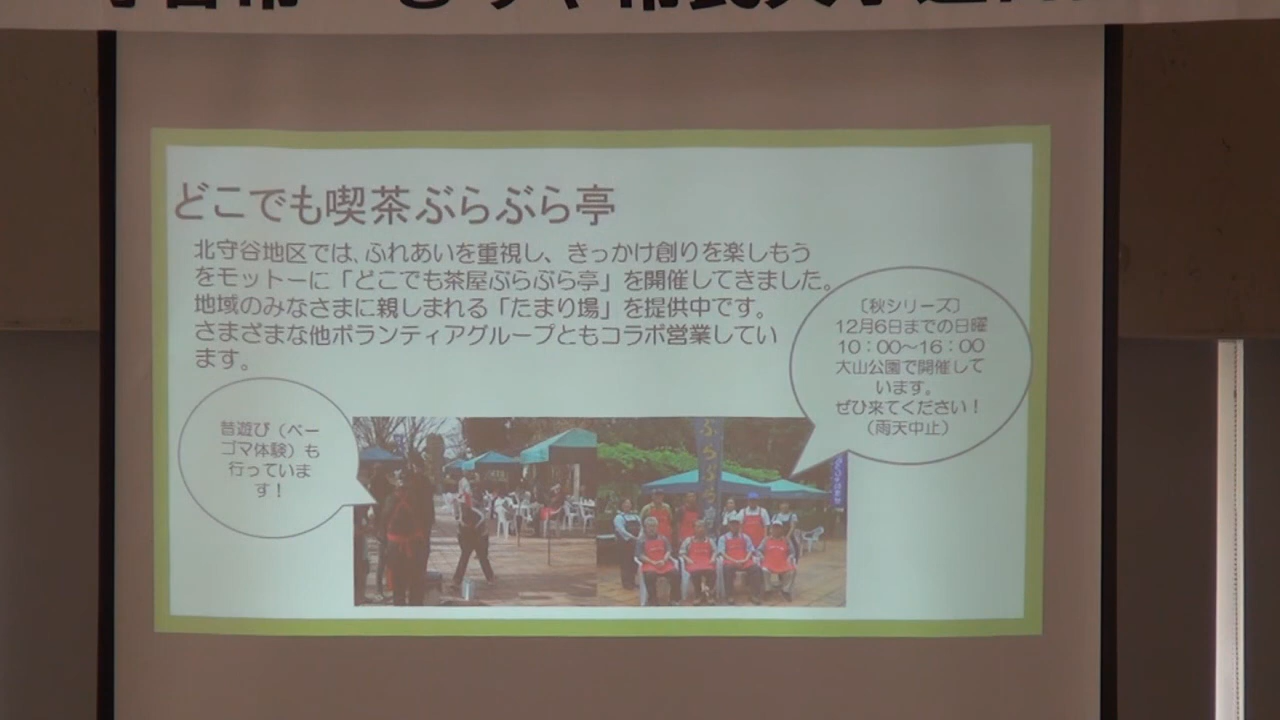 どこでも喫茶ぶらぶら亭
北守谷地区では、ふれあいを重視し、きっかけ創りを楽しもう
をモットーに「どこでも茶屋ぶらぶら亭」を開催してきました。
地域のみなさまに親しまれる「たまり場」を提供中です。
さまざまな他ボランティアグループともコラボ営業してい
ます。
〔秋シリーズ〕
12月6日までの日曜
10：00～16：00
大山公園で開催して
います。
ぜひ来てください！
（雨天中止）
昔遊び（ベー
ゴマ体験）も
行っていま
す！
ぶらぶら亭